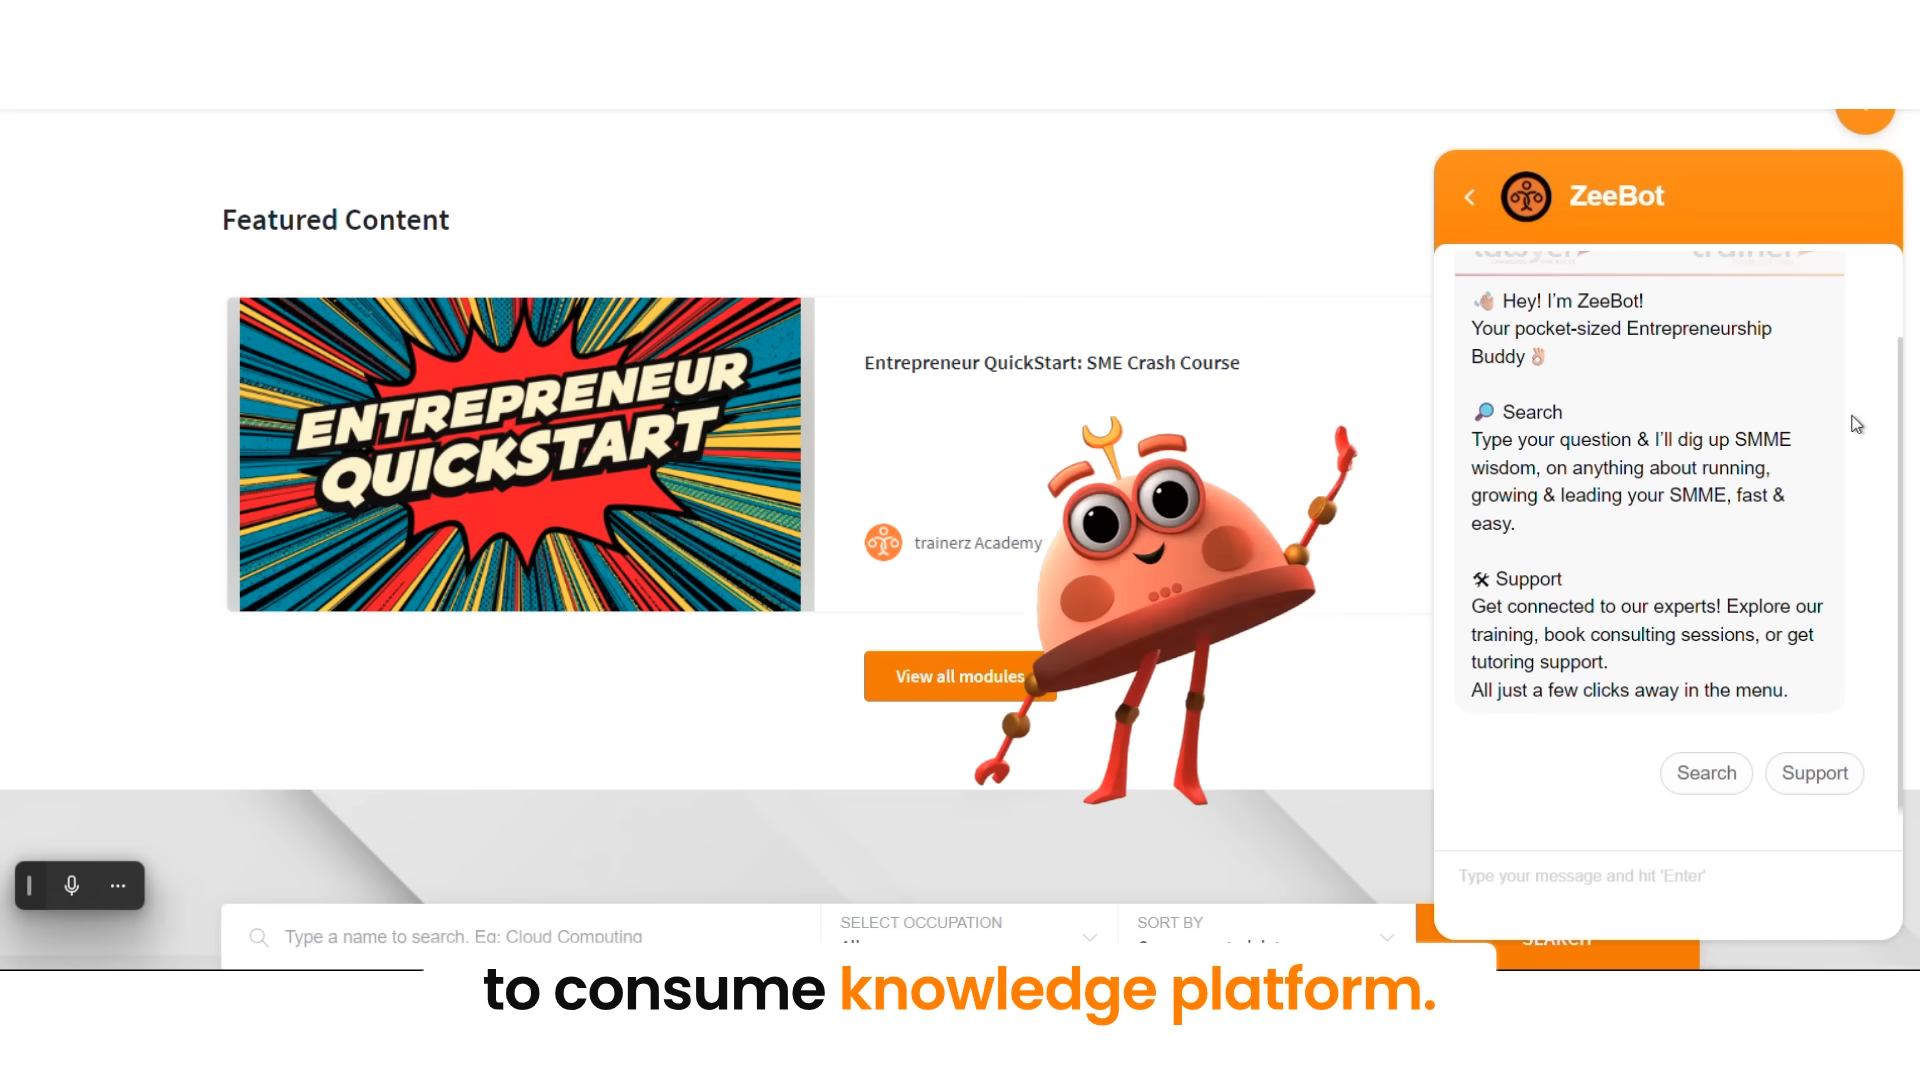 Featured Content
ENTREPRENEUR
QUICKSTART
Entrepreneur QuickStart: SME Crash Course
trainerz Academy
View all modules
ZeeBot
👋 Hey! I'm ZeeBot!
Your pocket-sized Entrepreneurship
Buddy 👌
🔎 Search
Type your question & I'll dig up SMME
wisdom, on anything about running,
growing & leading your SMME, fast &
easy.
🛠 Support
Get connected to our experts! Explore our
training, book consulting sessions, or get
tutoring support.
All just a few clicks away in the menu.
Search
Support
Type your message and hit 'Enter'
Type a name to search. Eg: Cloud Computing
SELECT OCCUPATION
SORT BY
SEARCH
to consume knowledge platform.